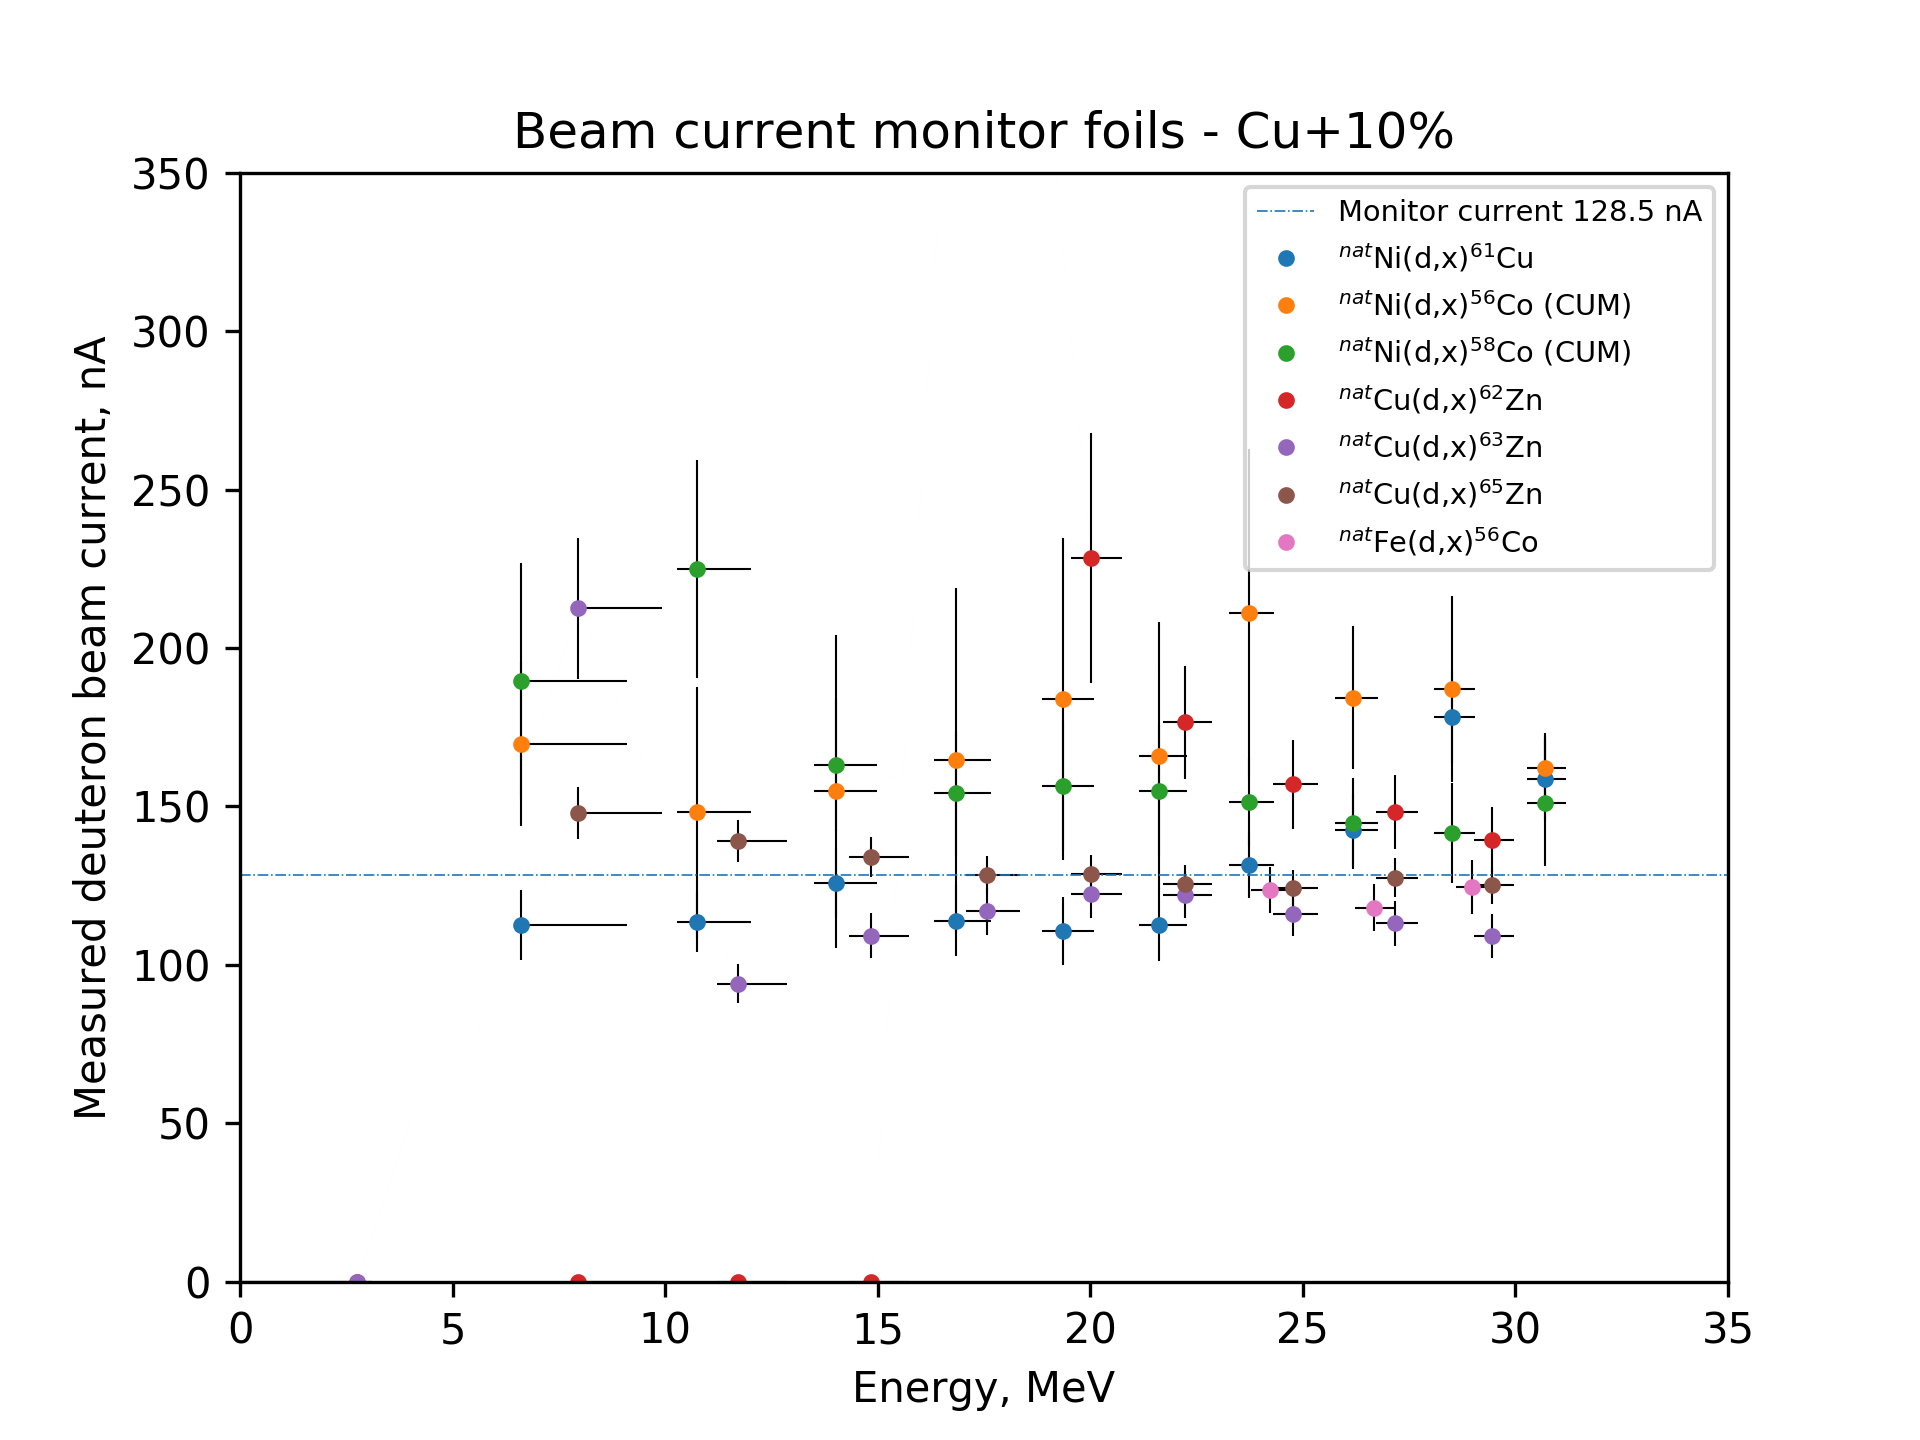 Beam current monitor foils - Cu+10%
Measured deuteron beam current, nA
350
300
250
200
150
100
50
0
Monitor current 128.5 nA
natNi(d,x)61Cu
natNi(d,x)56Co (CUM)
natNi(d,x)58Co (CUM)
natCu(d,x)62Zn
natCu(d,x)63Zn
natCu(d,x)65Zn
natFe(d,x)56Co
0 5 10 15 20 25 30 35
Energy, MeV